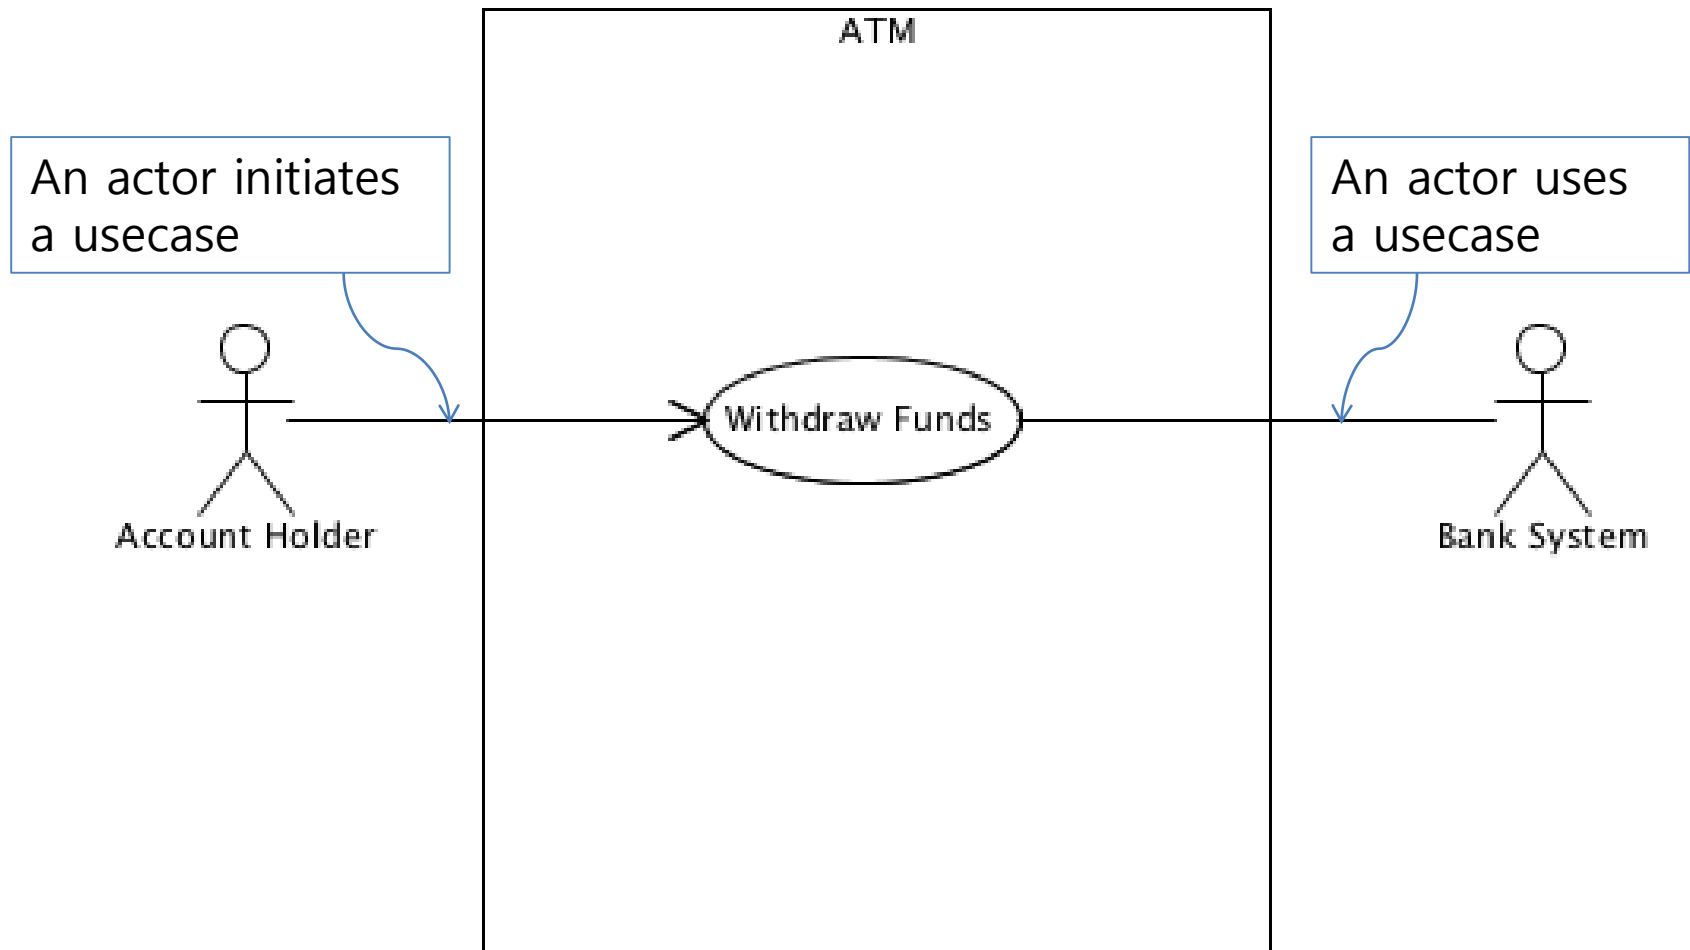 ATM
An actor initiates
a usecase
An actor uses
a usecase
Withdraw Funds
Account Holder
Bank System